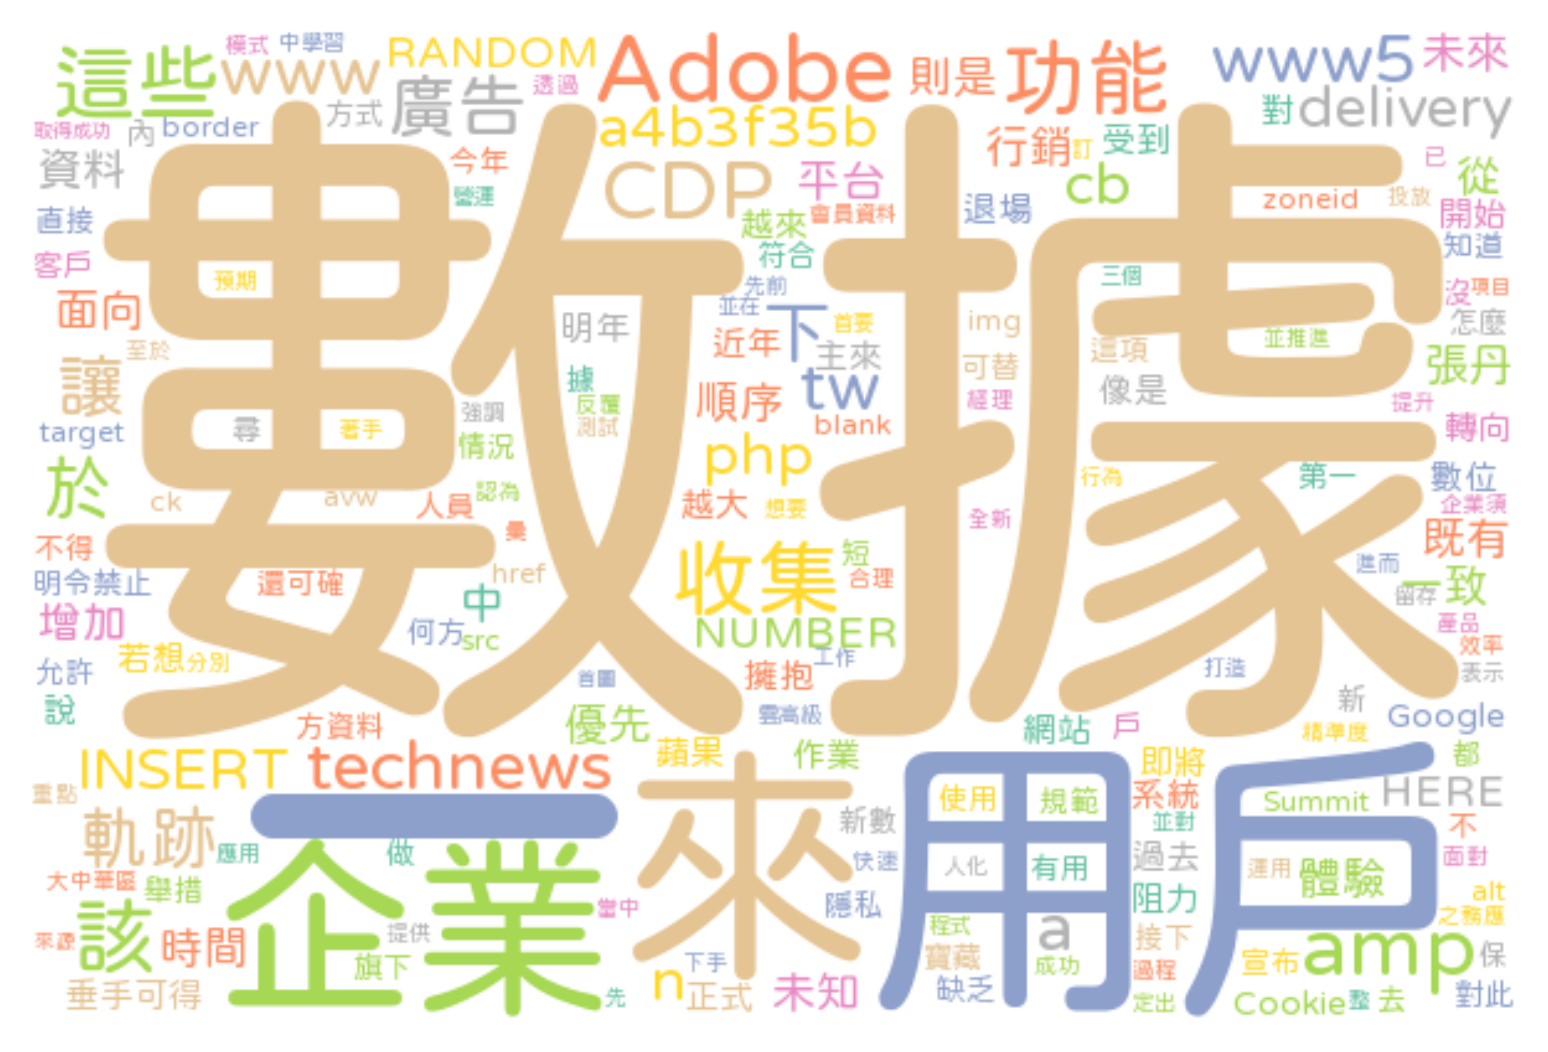 這些
模式
中學習
www
RANDOM
廣告
透過
Adobe
則是
功能
www5
未來
取得成功
內
border
方式
a4b3f35b
行銷
訂
受到
對
delivery
資料
今年
營運
CDP
平台
會員資料
cb
退場
zoneid
已
投放
從
直接
越來
開始
客戶
符合
知道
預期
數據
先前
三個
沒
項目
面向
並在
明年
下
首要
img
怎麼
至於
近年
主來
可替
這項
並推進
張丹
讓
據
tw
像是
順序
反覆
經理
提升
target
尋
著手
強調
測試
blank
轉向
情況
php
於
ck
avw
人員
認為
越大
想要
行為
第一
數位
企業須
全新
不得
彙
收集
短
既有
明令禁止
還可確
href
合理
進而
一致
增加
中
留存
何方
src
NUMBER
產品
若想
分別
工作
效率
允許
首圖
擁抱
打造
表示
說
方資料
優先
雲高級
新
網站
戶
Google
精準度
INSERT
technews
蘋果
作業
即將
都
重點
一
來
用戶
使用
規範
系統
Summit
HERE
軌跡
新數
並對
不
應用
做
快速
人化
有用
過去
運用
體驗
面對
大中華區
舉措
企業
當中
隱私
阻力
alt
來源
該
時間
提供
程式
a
接下
之務應
旗下
下手
寶藏
成功
過程
宣布
amp
保
垂手可得
先
n
正式
未知
缺乏
定出
Cookie
整
去
對此